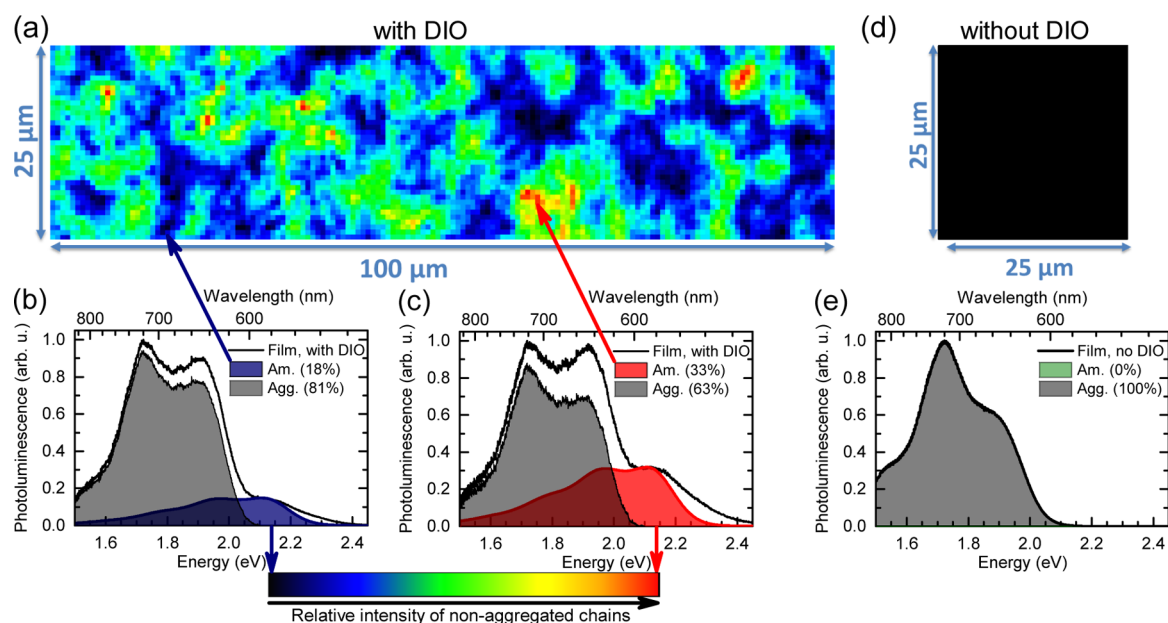 (a)
with DIO
(d)
without DIO
25 µm
25 µm
100 µm
25 µm
(b)
Wavelength (nm)
800 700 600
Photoluminescence (arb. u.)
1.0
0.8
0.6
0.4
0.2
0.0
Film, with DIO
Am. (18%)
Agg. (81%)
1.6 1.8 2.0 2.2 2.4
Energy (eV)
(c)
Wavelength (nm)
800 700 600
Photoluminescence (arb. u.)
1.0
0.8
0.6
0.4
0.2
0.0
Film, with DIO
Am. (33%)
Agg. (63%)
1.6 1.8 2.0 2.2 2.4
Energy (eV)
(e)
Wavelength (nm)
800 700 600
Photoluminescence (arb. u.)
1.0
0.8
0.6
0.4
0.2
0.0
Film, no DIO
Am. (0%)
Agg. (100%)
1.6 1.8 2.0 2.2 2.4
Energy (eV)
Energy (eV)
Relative intensity of non-aggregated chains